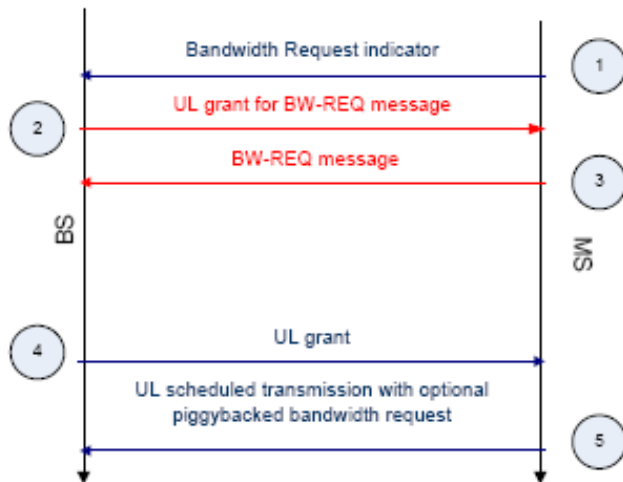 Bandwidth Request indicator
1
UL grant for BW-REQ message
2
BW-REQ message
3
BS
MS
UL grant
4
UL scheduled transmission with optional
piggybacked bandwidth request
5